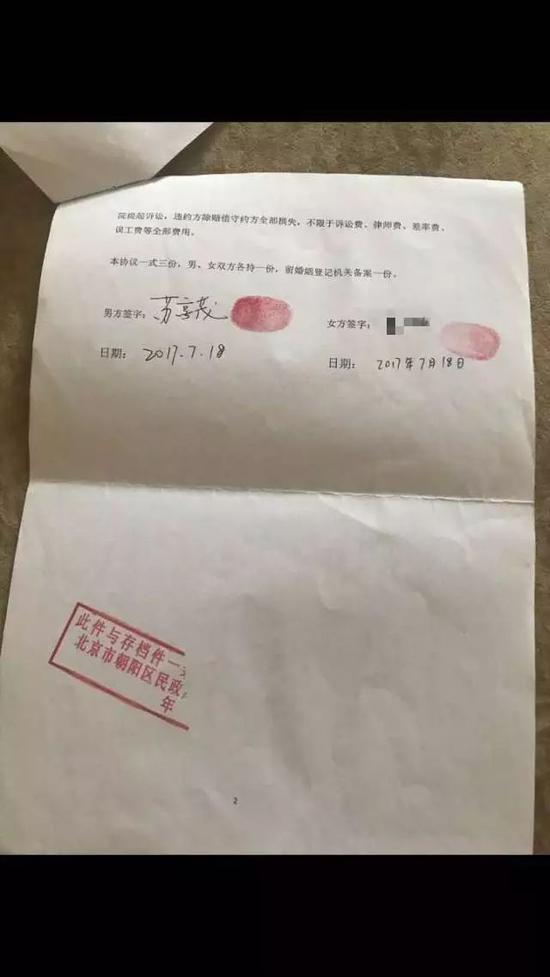 院提起诉讼，违约方除赔偿守约方全部损失，不限于诉讼费、律师费、差率费、
误工费等全部费用。
本协议一式三份，男、女双方各持一份，留婚姻登记机关备案一份。
男方签字：苏享茂
女方签字：
日期：2017.7.18
日期：2017年7月18日
此件与存档件一
北京市朝阳区民政
年
2